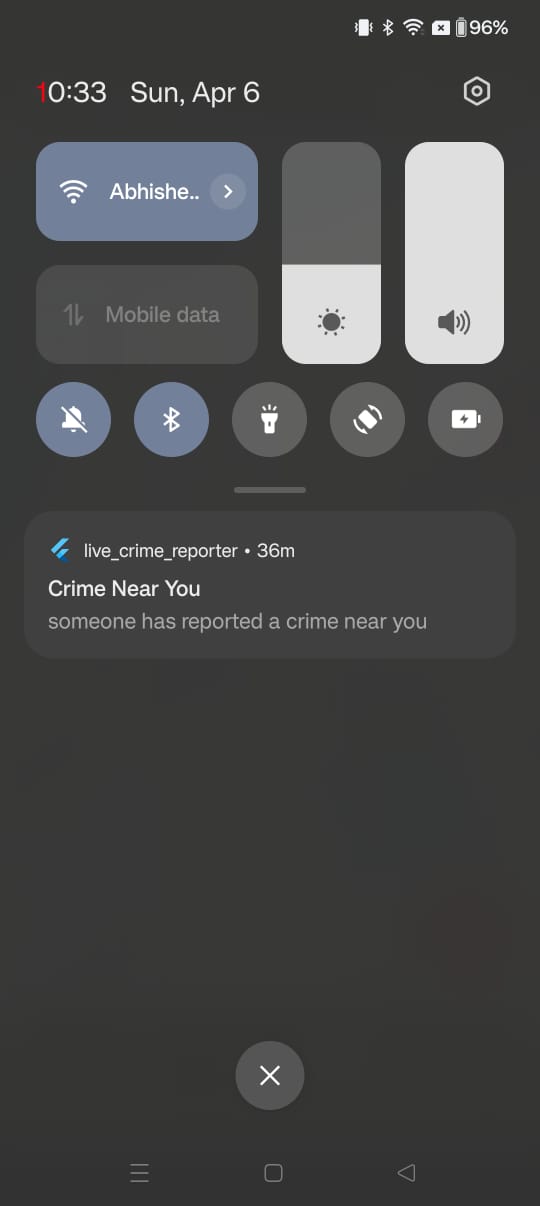 96%
10:33 Sun, Apr 6
Abhishe..
Mobile data
live_crime_reporter • 36m
Crime Near You
someone has reported a crime near you